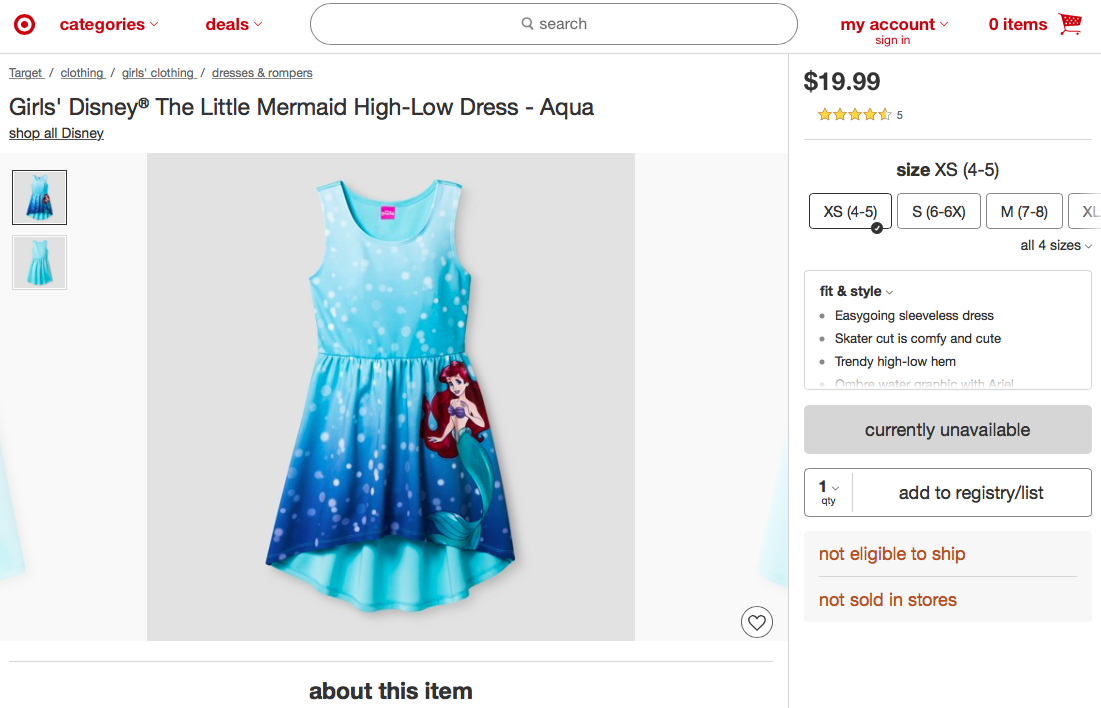 categories
deals
search
my account
sign in
0 items
Target / clothing / girls' clothing / dresses & rompers
Girls' Disney® The Little Mermaid High-Low Dress - Aqua
shop all Disney
$19.99
5
size XS (4-5)
XS (4-5)
S (6-6X)
M (7-8)
XL
all 4 sizes
fit & style
Easygoing sleeveless dress
Skater cut is comfy and cute
Trendy high-low hem
Ombre water graphic with Ariel
currently unavailable
1
qty
add to registry/list
not eligible to ship
not sold in stores
about this item